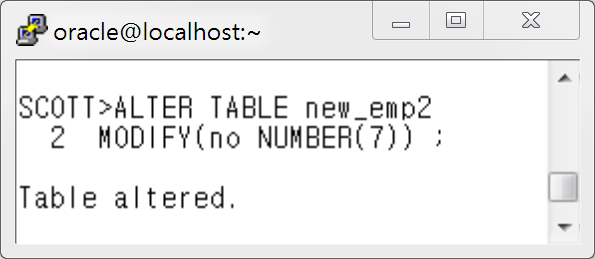 oracle@localhost:~
SCOTT>ALTER TABLE new_emp2
  2  MODIFY(no NUMBER(7)) ;
Table altered.